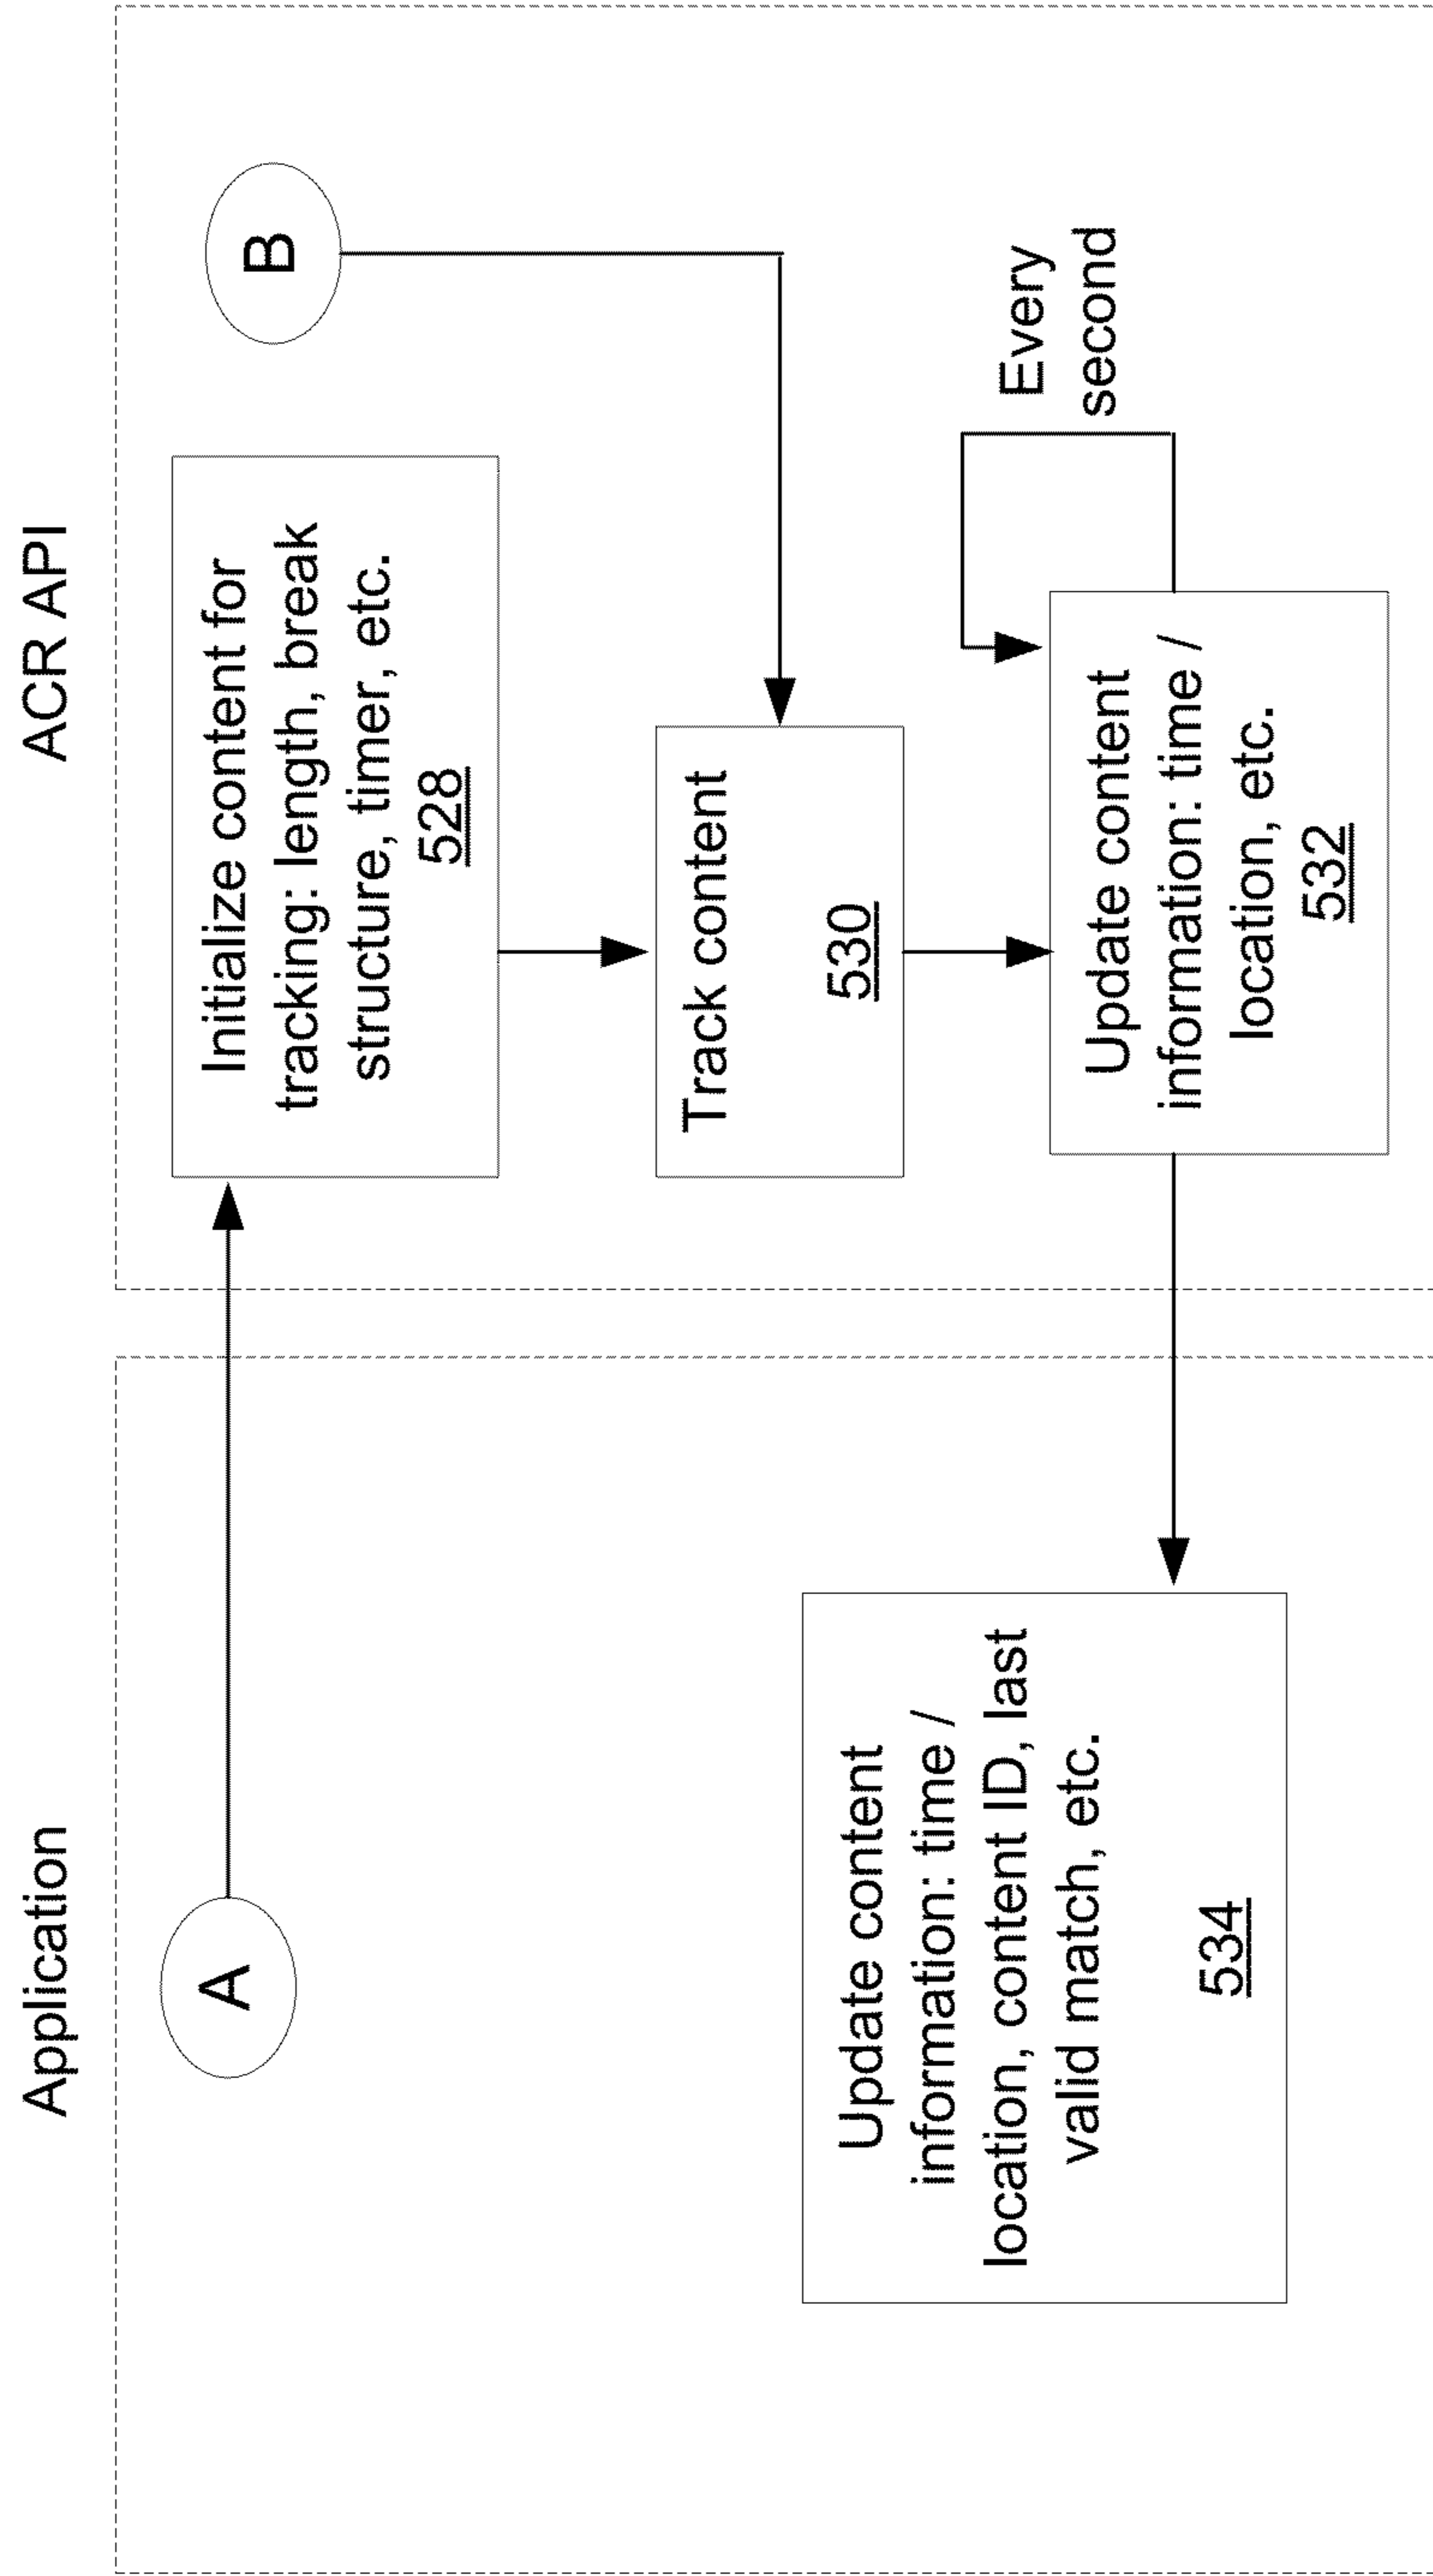 Application
ACR API
A
B
Initialize content for
tracking: length, break
structure, timer, etc.
528
Track content
530
Every
second
Update content
information: time /
location, etc.
532
Update content
information: time /
location, content ID, last
valid match, etc.
534